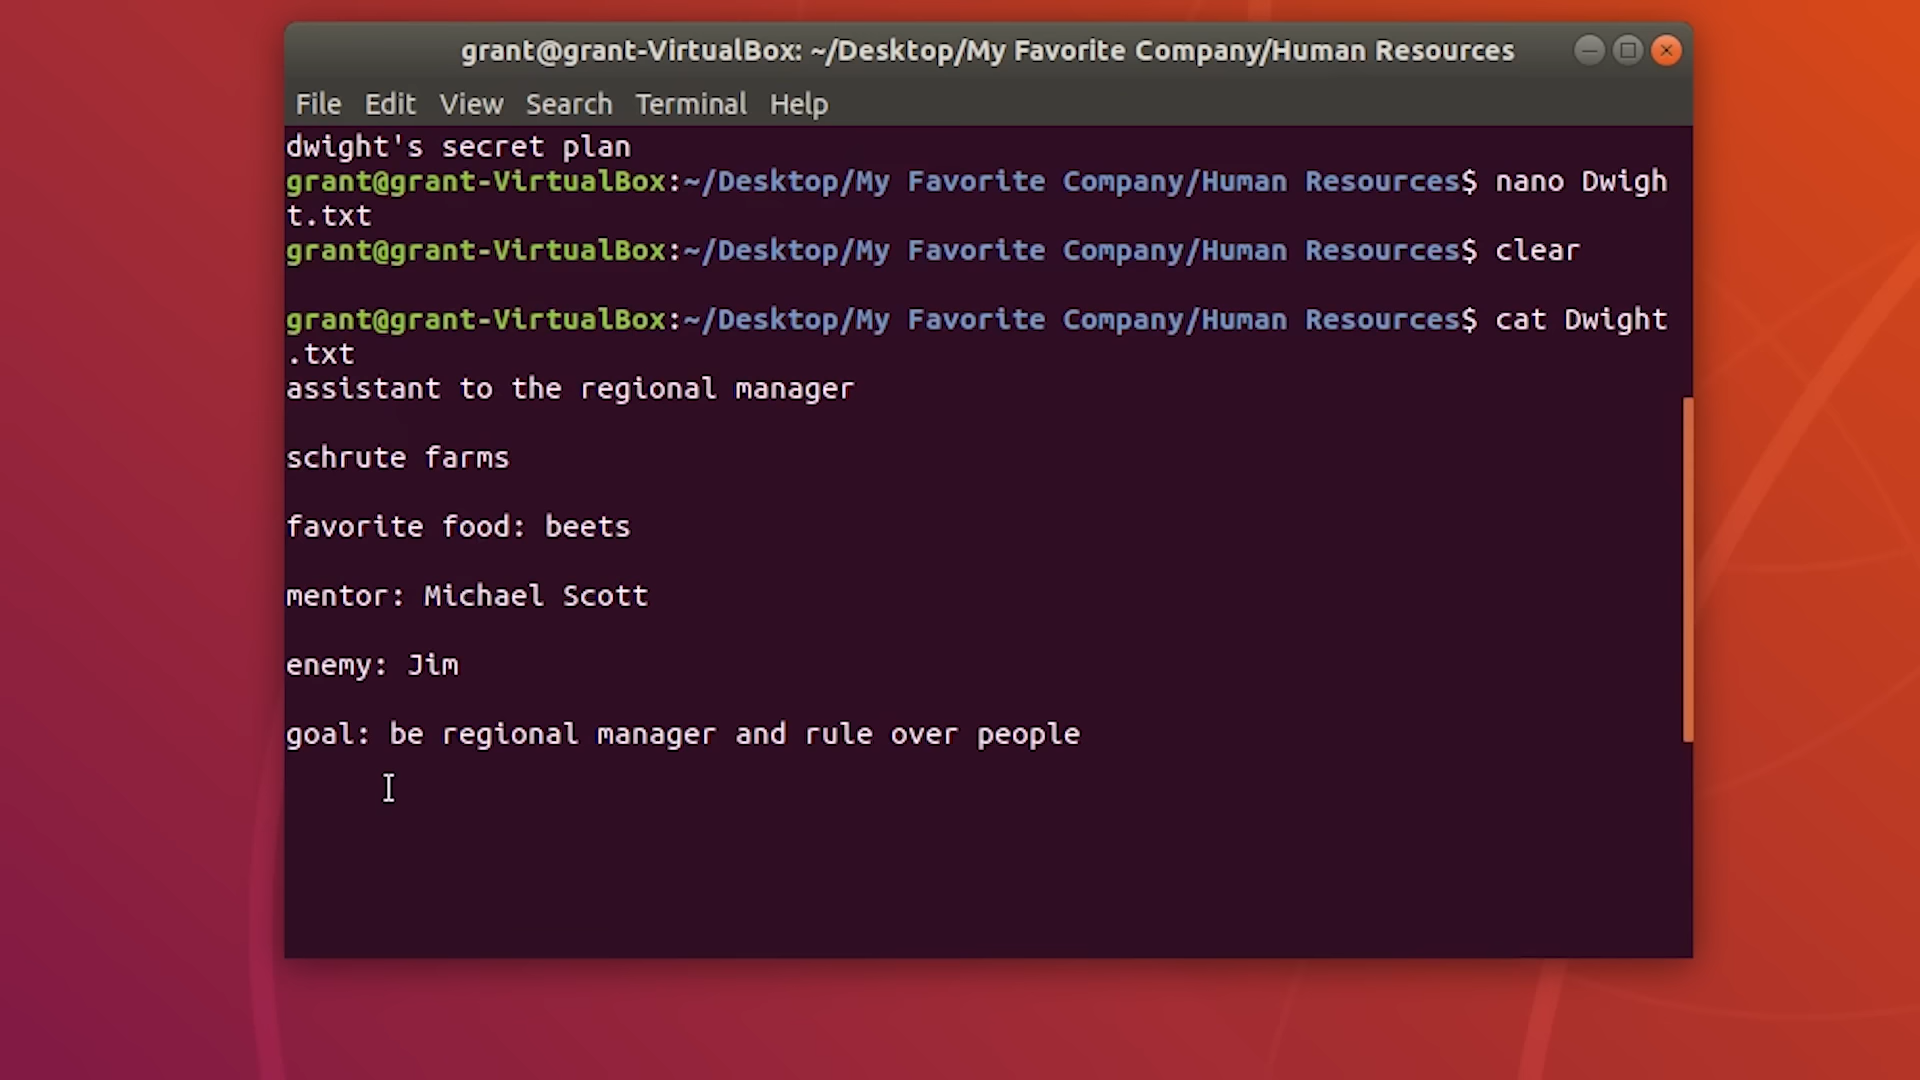 grant@grant-VirtualBox: ~/Desktop/My Favorite Company/Human Resources
File Edit View Search Terminal Help
dwight's secret plan
grant@grant-VirtualBox:~/Desktop/My Favorite Company/Human Resources$ nano Dwigh
t.txt
grant@grant-VirtualBox:~/Desktop/My Favorite Company/Human Resources$ clear
grant@grant-VirtualBox:~/Desktop/My Favorite Company/Human Resources$ cat Dwight
.txt
assistant to the regional manager
schrute farms
favorite food: beets
mentor: Michael Scott
enemy: Jim
goal: be regional manager and rule over people